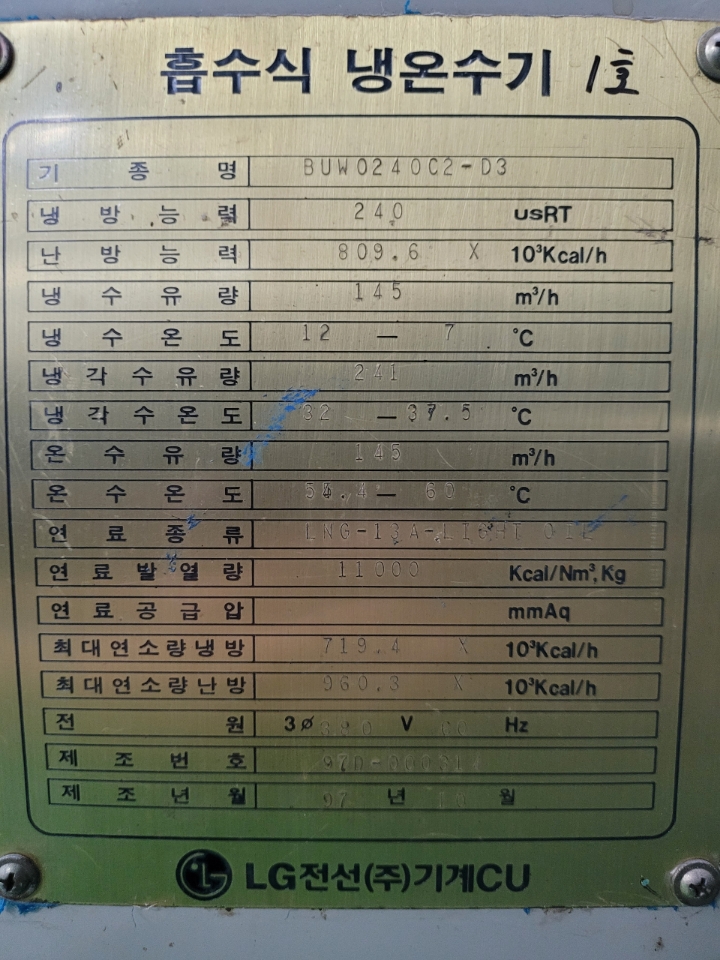 흡수식 냉온수기 1호
기 종 명 BUW0240C2-D3
냉 방 능 력 240 usRT
난 방 능 력 809.6 X 10³Kcal/h
냉 수 유 량 145 m³/h
냉 수 온 도 12 — 7 °C
냉 각 수 유 량 241 m³/h
냉 각 수 온 도 32 — 37.5 °C
온 수 유 량 145 m³/h
온 수 온 도 — 60 °C
연 료 종 류 LNG-13A-LIGHT OIL
연 료 발 열 량 11000 Kcal/Nm³,Kg
연 료 공 급 압 mmAq
최대연소량냉방 719.4 X 10³Kcal/h
최대연소량난방 960.3 X 10³Kcal/h
전 원 3ø 380 V 60 Hz
제 조 번 호
제 조 년 월 97 년 월
LG전선(주)기계CU